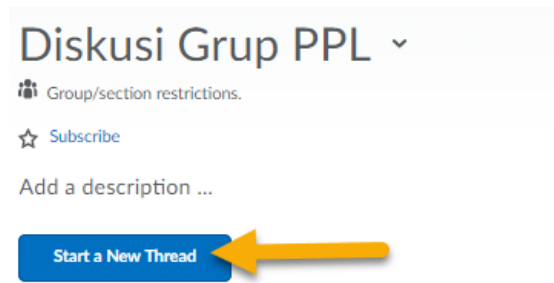 Diskusi Grup PPL
Group/section restrictions.
Subscribe
Add a description ...
Start a New Thread